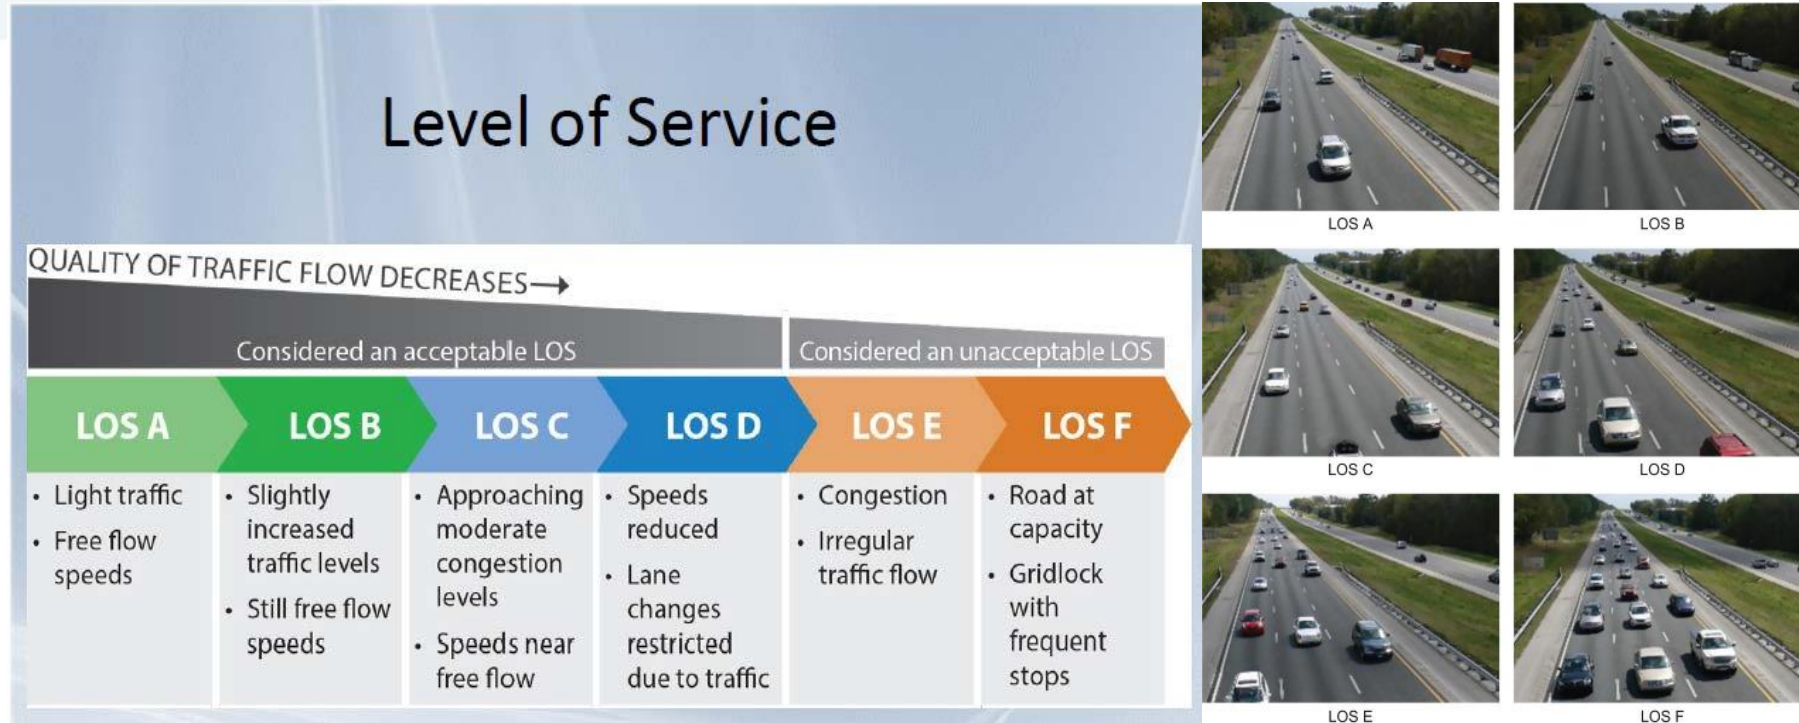 Level of Service
QUALITY OF TRAFFIC FLOW DECREASES→
Considered an acceptable LOS
Considered an unacceptable LOS
LOS A
LOS B
LOS C
LOS D
LOS E
LOS F
• Light traffic
• Free flow
speeds
• Slightly
increased
traffic levels
• Still free flow
speeds
• Approaching
moderate
congestion
levels
• Speeds near
free flow
• Speeds
reduced
• Lane
changes
restricted
due to traffic
• Congestion
• Irregular
traffic flow
• Road at
capacity
• Gridlock
with
frequent
stops
LOS A
LOS B
LOS C
LOS D
LOS E
LOS F